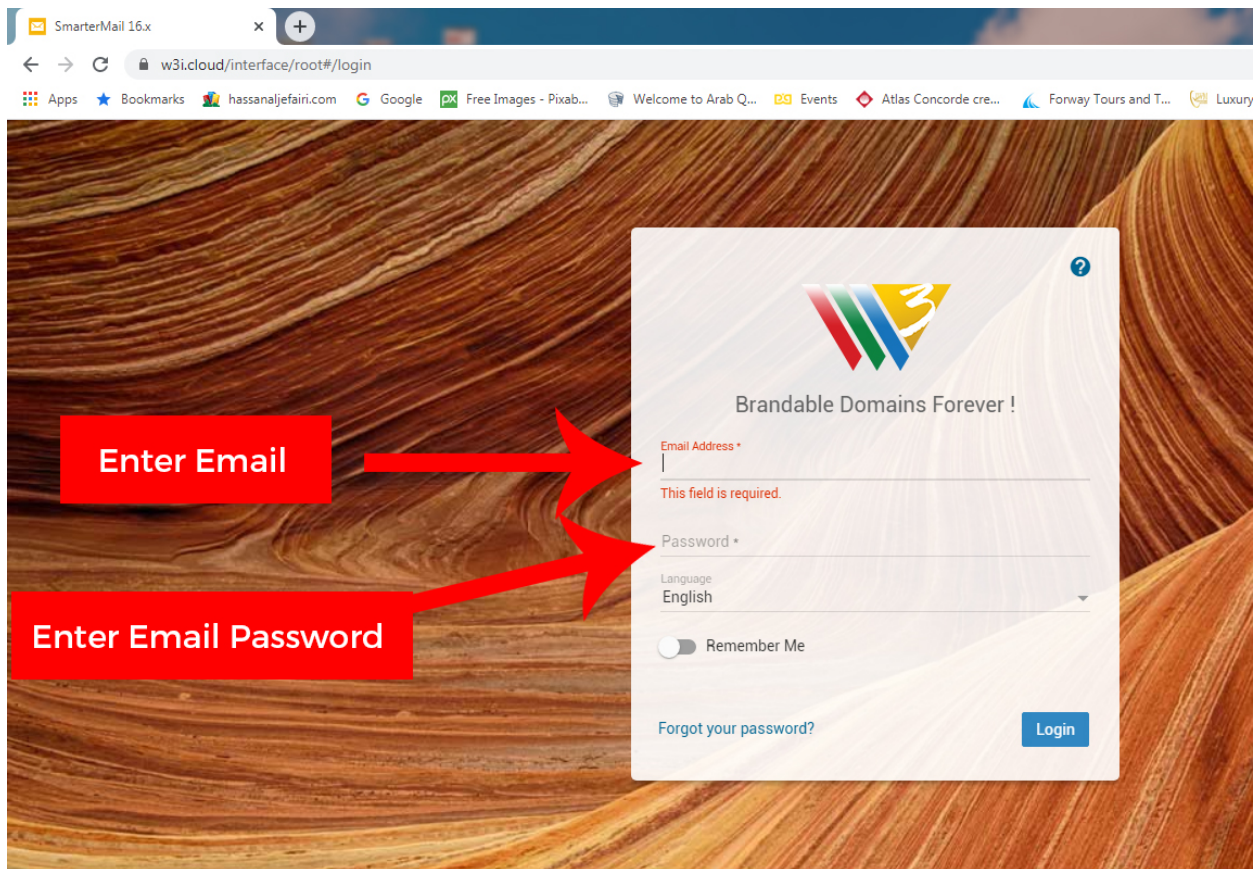 SmarterMail 16.x
w3i.cloud/interface/root#/login
Apps Bookmarks hassanaljefairi.com Google Free Images - Pixab... Welcome to Arab Q... Events Atlas Concorde cre... Forway Tours and T... Luxury
3
Brandable Domains Forever !
Enter Email
Email Address *
This field is required.
Password *
Enter Email Password
Language
English
Remember Me
Forgot your password?
Login